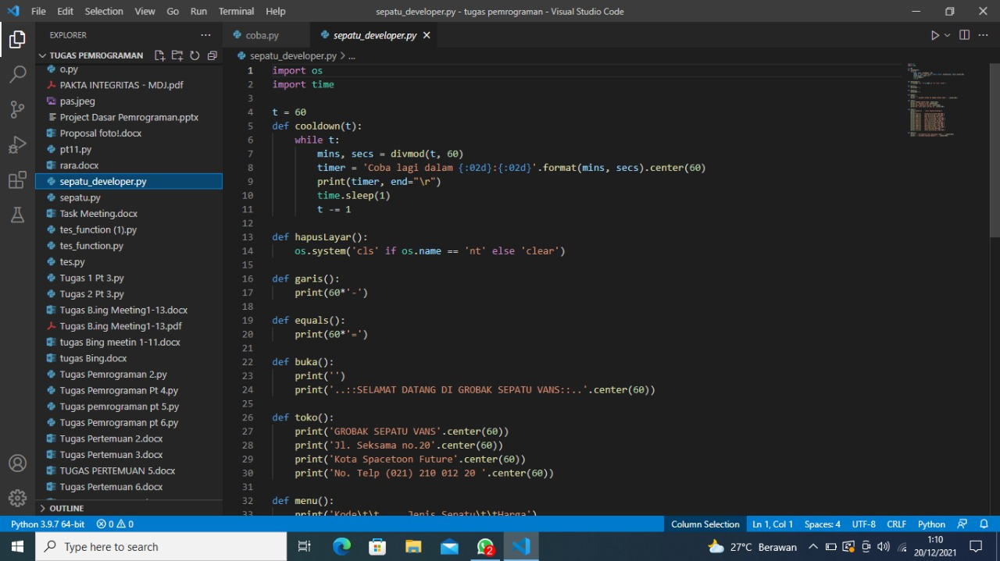 File Edit Selection View Go Run Terminal Help
sepatu_developer.py - tugas pemrograman - Visual Studio Code
EXPLORER
TUGAS PEMROGRAMAN
o.py
PAKTA INTEGRITAS - MDJ.pdf
pas.jpeg
Project Dasar Pemrograman.pptx
Proposal foto!.docx
pt11.py
rara.docx
sepatu_developer.py
sepatu.py
Task Meeting.docx
tes_function (1).py
tes_function.py
tes.py
Tugas 1 Pt 3.py
Tugas 2 Pt 3.py
Tugas B.ing Meeting1-13.docx
Tugas B.ing Meeting1-13.pdf
tugas Bing meetin 1-11.docx
tugas Bing.docx
Tugas Pemrograman 2.py
Tugas Pemrograman Pt 4.py
Tugas pemrograman pt 5.py
Tugas Pemrograman pt 6.py
Tugas Pertemuan 2.docx
Tugas Pertemuan 3.docx
TUGAS PERTEMUAN 5.docx
Tugas Pertemuan 6.docx
OUTLINE
coba.py
sepatu_developer.py
sepatu_developer.py > ...
1 import os
2 import time
3
4 t = 60
5 def cooldown(t):
6     while t:
7         mins, secs = divmod(t, 60)
8         timer = 'Coba lagi dalam {:02d}:{:02d}'.format(mins, secs).center(60)
9         print(timer, end="\r")
10         time.sleep(1)
11         t -= 1
12
13 def hapusLayar():
14     os.system('cls' if os.name == 'nt' else 'clear')
15
16 def garis():
17     print(60*'-')
18
19 def equals():
20     print(60*'=')
21
22 def buka():
23     print('')
24     print('..::SELAMAT DATANG DI GROBAK SEPATU VANS::..'.center(60))
25
26 def toko():
27     print('GROBAK SEPATU VANS'.center(60))
28     print('Jl. Seksama no.20'.center(60))
29     print('Kota Spacetoon Future'.center(60))
30     print('No. Telp (021) 210 012 20 '.center(60))
31
32 def menu():
33     print('Kode\t\t     Jenis Sepatu\t\tHarga')
Python 3.9.7 64-bit 0 0 Column Selection Ln 1, Col 1 Spaces: 4 UTF-8 CRLF Python
Type here to search
2
27°C Berawan
1:10
20/12/2021